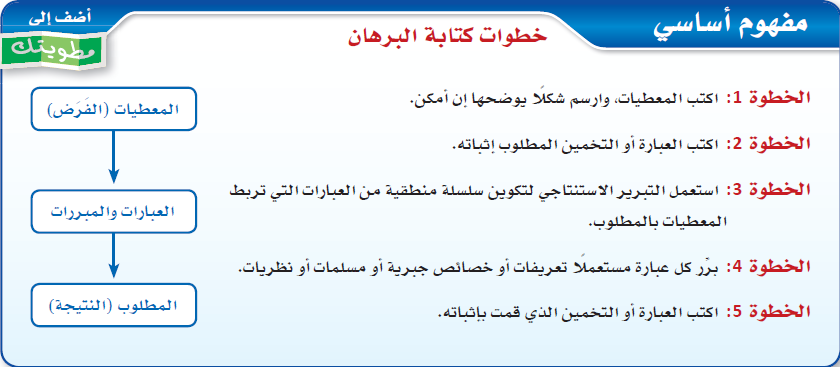 مفهوم أساسي
أضف إلى
مطويتك
خطوات كتابة البرهان
الخطوة 1: اكتب المعطيات، وارسم شكلًا يوضحها إن أمكن.
الخطوة 2: اكتب العبارة أو التخمين المطلوب إثباته.
الخطوة 3: استعمل التبرير الاستنتاجي لتكوين سلسلة منطقية من العبارات التي تربط
المعطيات بالمطلوب.
الخطوة 4: برِّر كل عبارة مستعملًا تعريفات أو خصائص جبرية أو مسلمات أو نظريات.
الخطوة 5: اكتب العبارة أو التخمين الذي قمت بإثباته.
المعطيات (الفَرَض)
العبارات والمبررات
المطلوب (النتيجة)